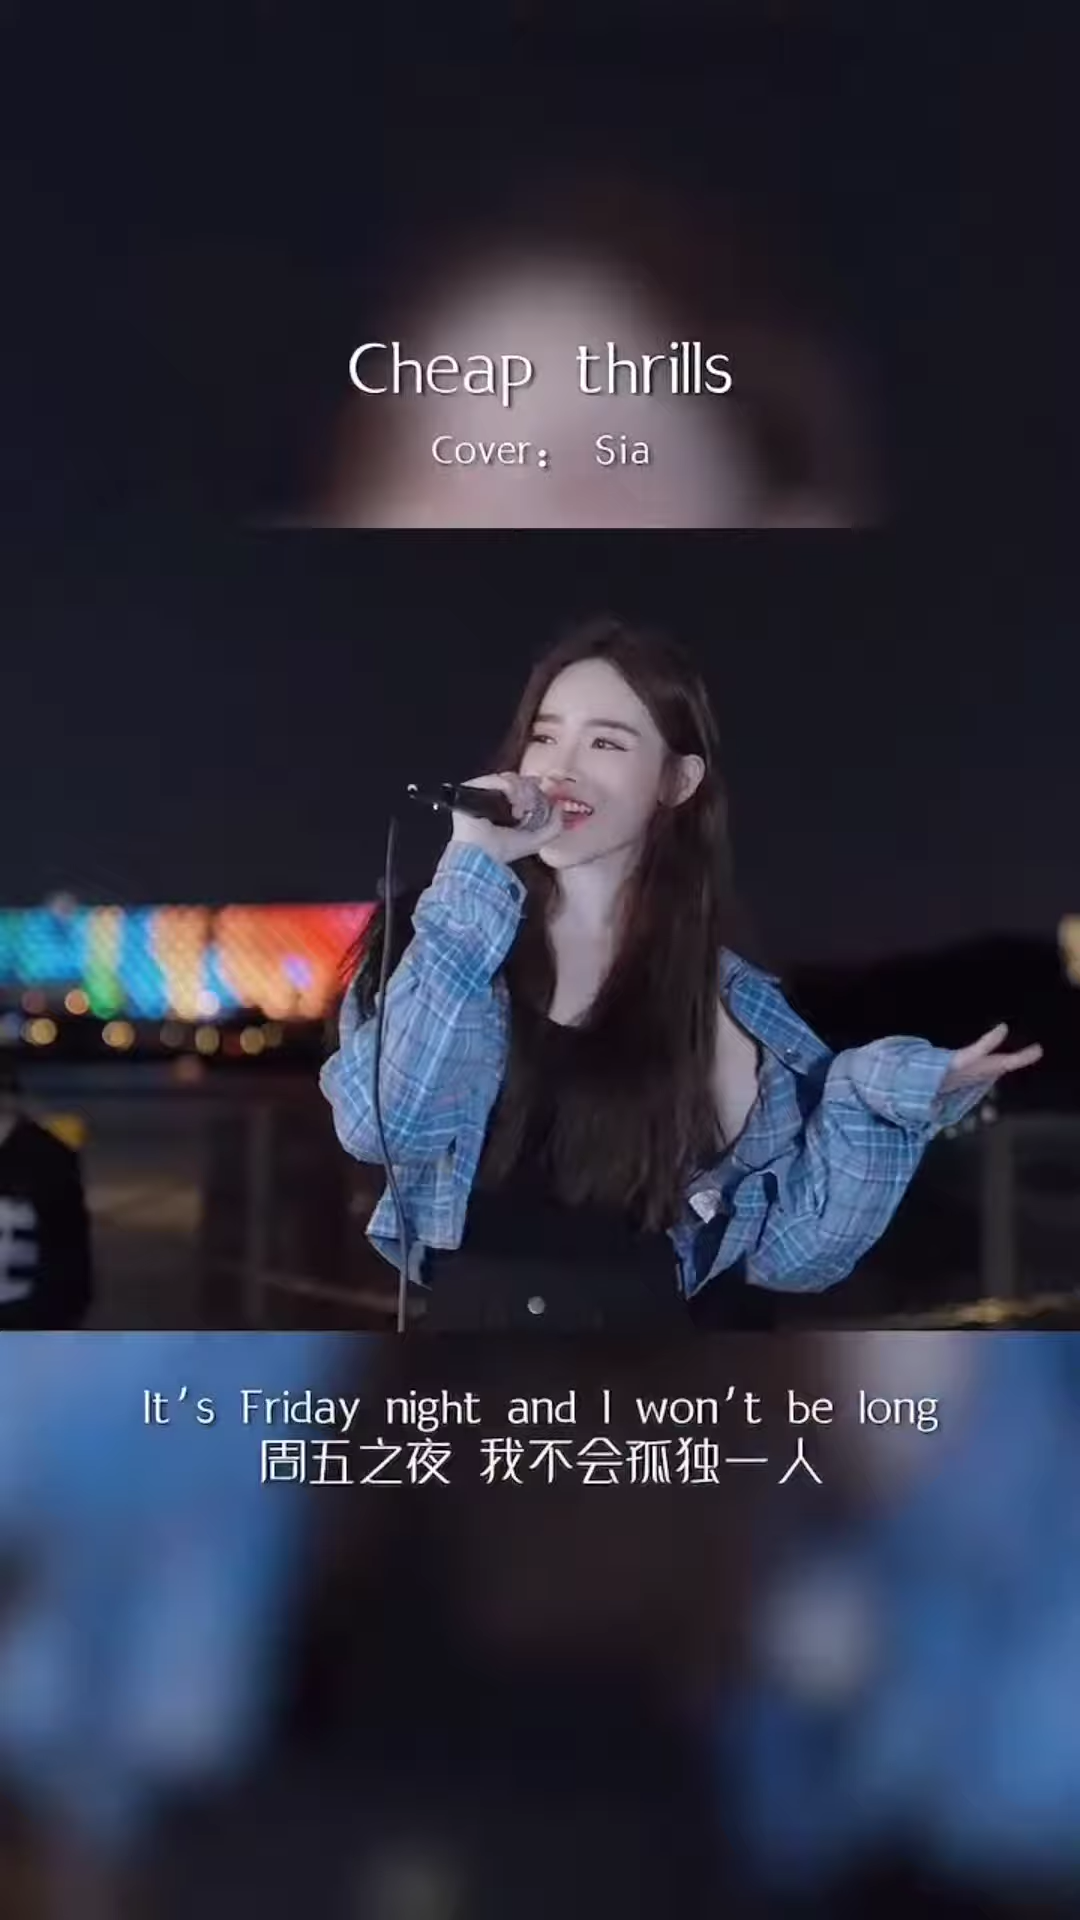 Cheap thrills
Cover： Sia
It's Friday night and I won't be long
周五之夜 我不会孤独一人